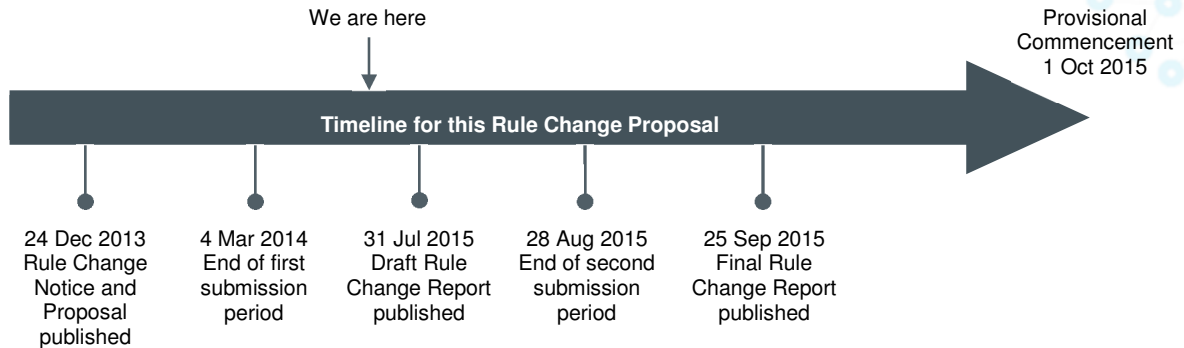 We are here
Provisional
Commencement
1 Oct 2015
Timeline for this Rule Change Proposal
24 Dec 2013
Rule Change
Notice and
Proposal
published
4 Mar 2014
End of first
submission
period
31 Jul 2015
Draft Rule
Change Report
published
28 Aug 2015
End of second
submission
period
25 Sep 2015
Final Rule
Change Report
published